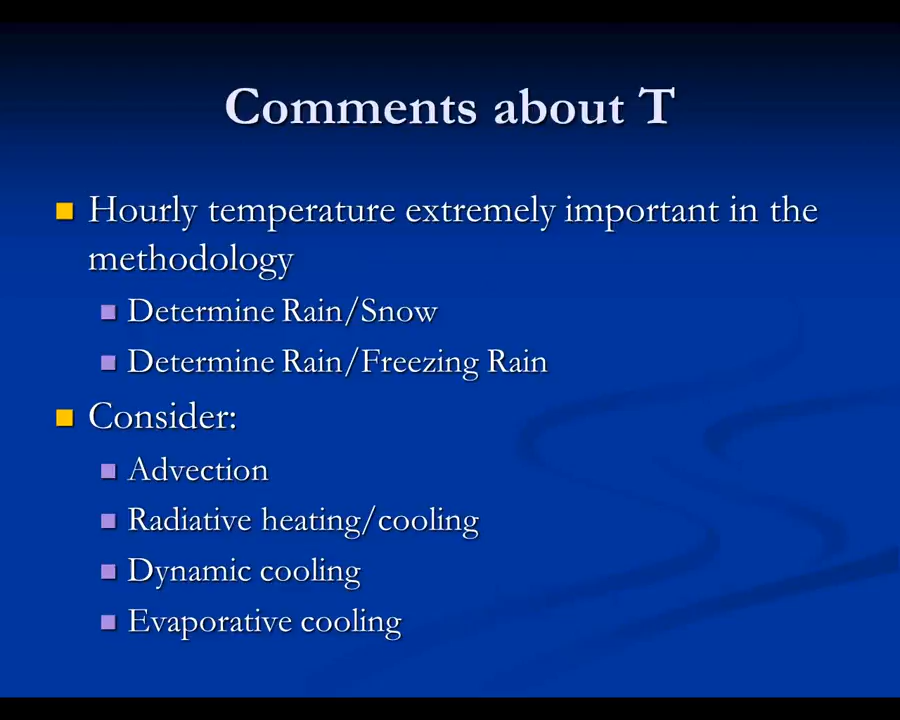 Comments about T
Hourly temperature extremely important in the
methodology
Determine Rain/Snow
Determine Rain/Freezing Rain
Consider:
Advection
Radiative heating/cooling
Dynamic cooling
Evaporative cooling